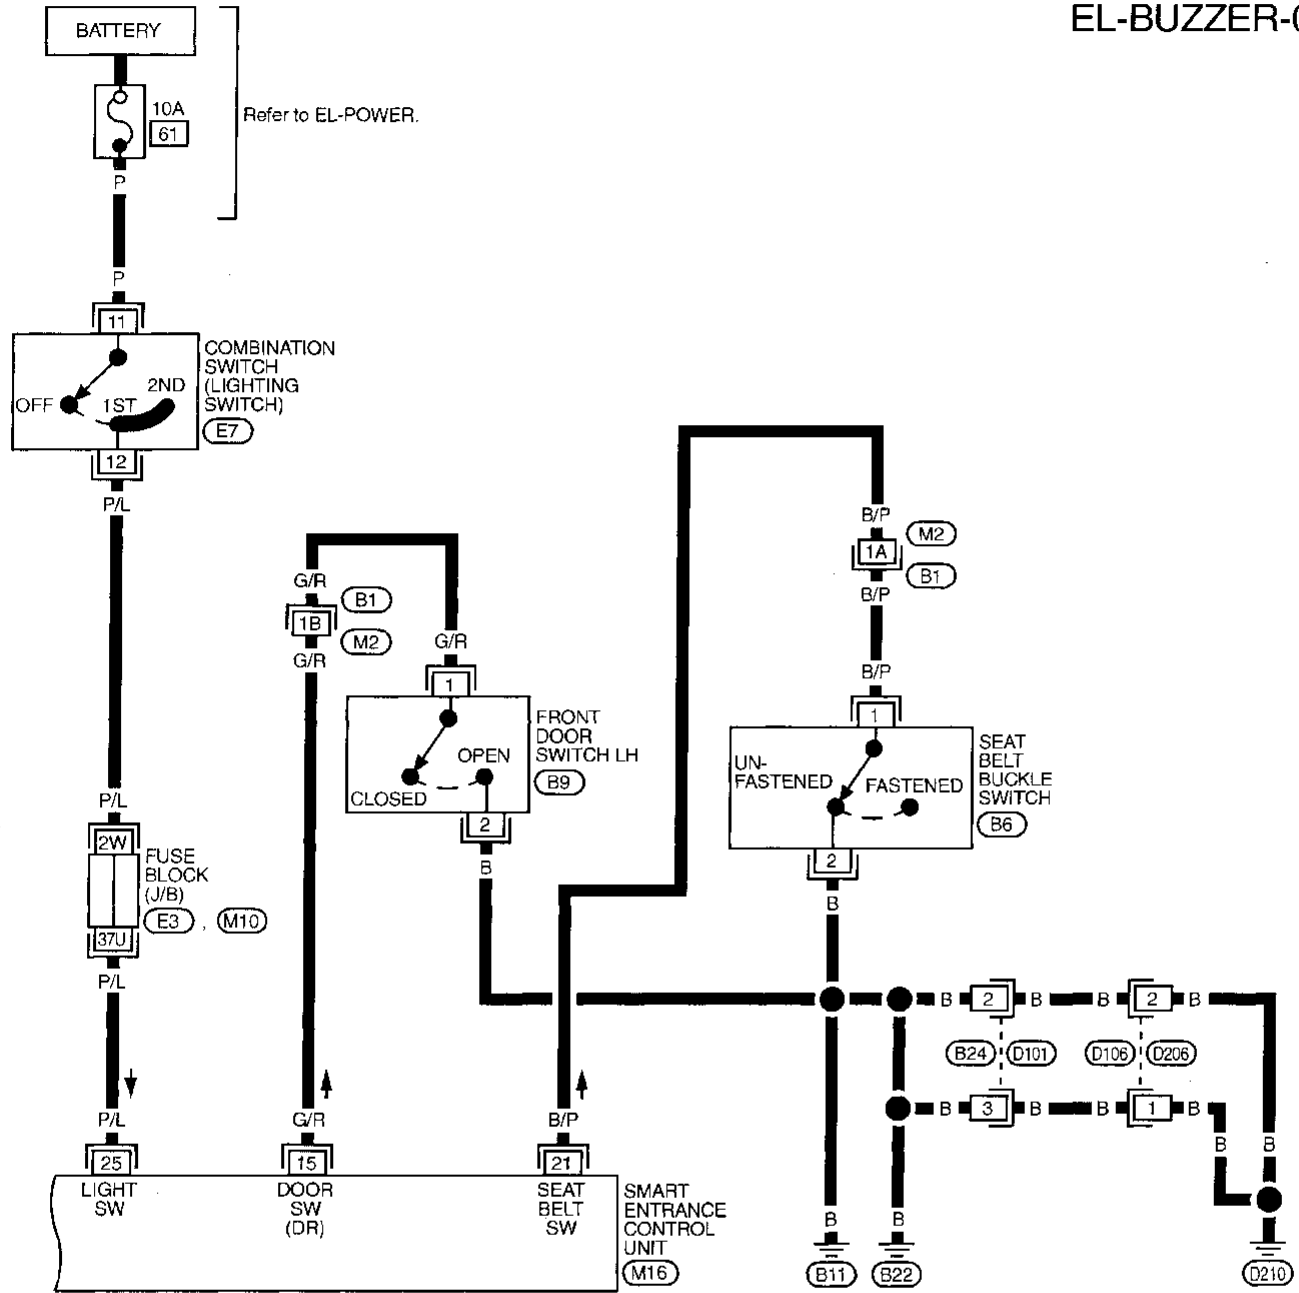 EL-BUZZER-0
BATTERY
10A
61
Refer to EL-POWER.
P
P
11
COMBINATION
SWITCH
(LIGHTING
SWITCH)
E7
OFF
1ST
2ND
12
P/L
B/P
1A
M2
B1
B/P
G/R
B1
1B
M2
G/R
G/R
B/P
1
FRONT
DOOR
SWITCH LH
B9
OPEN
CLOSED
2
B
1
SEAT
BELT
BUCKLE
SWITCH
B6
UN-
FASTENED
FASTENED
2
B
P/L
2W
FUSE
BLOCK
(J/B)
E3 , M10
37U
P/L
B 2 B B 2 B
B24 D101 D106 D206
B 3 B B 1 B
P/L
G/R
B/P
B
B
25
15
21
LIGHT
SW
DOOR
SW
(DR)
SEAT
BELT
SW
SMART
ENTRANCE
CONTROL
UNIT
M16
B
B
B11
B22
D210